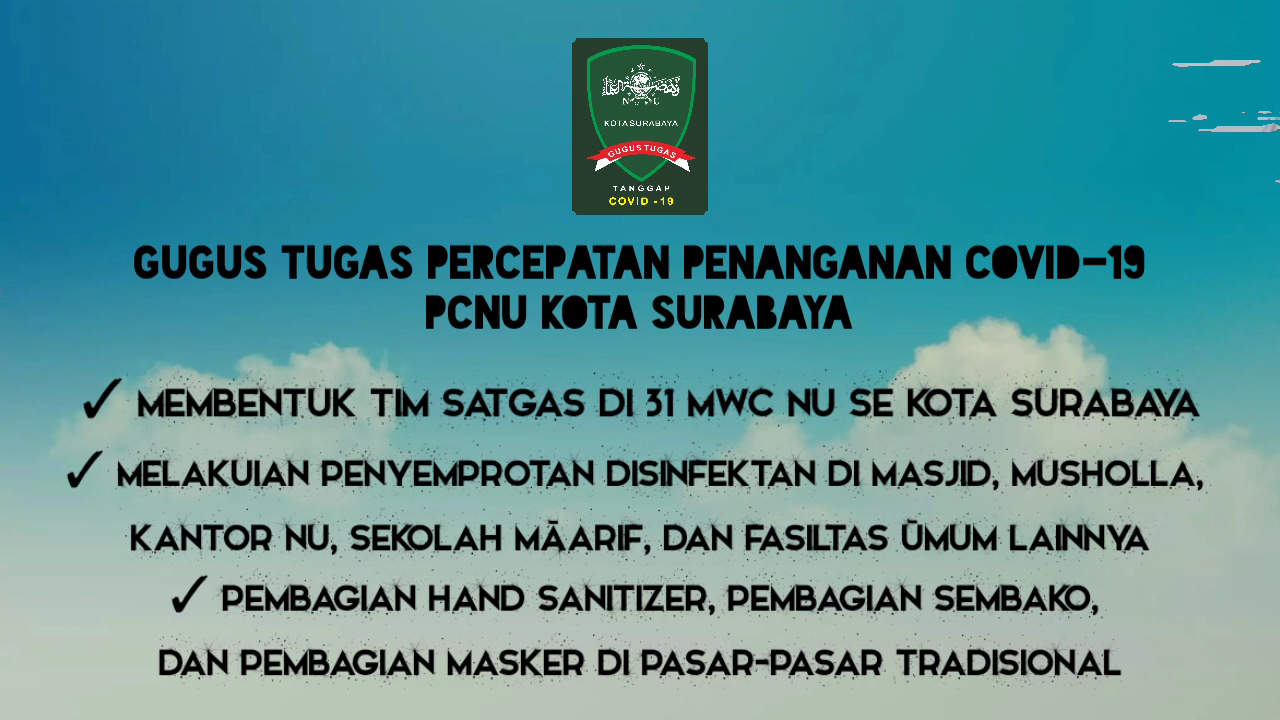 NU
KOTA SURABAYA
GUGUS TUGAS
TANGGAP
COVID -19
GUGUS TUGAS PERCEPATAN PENANGANAN COVID-19
PCNU KOTA SURABAYA
✓ MEMBENTUK TIM SATGAS DI 31 MWC NU SE KOTA SURABAYA
✓ MELAKUIAN PENYEMPROTAN DISINFEKTAN DI MASJID, MUSHOLLA,
KANTOR NU, SEKOLAH MĀARIF, DAN FASILTAS ŪMUM LAINNYA
✓ PEMBAGIAN HAND SANITIZER, PEMBAGIAN SEMBAKO,
DAN PEMBAGIAN MASKER DI PASAR-PASAR TRADISIONAL